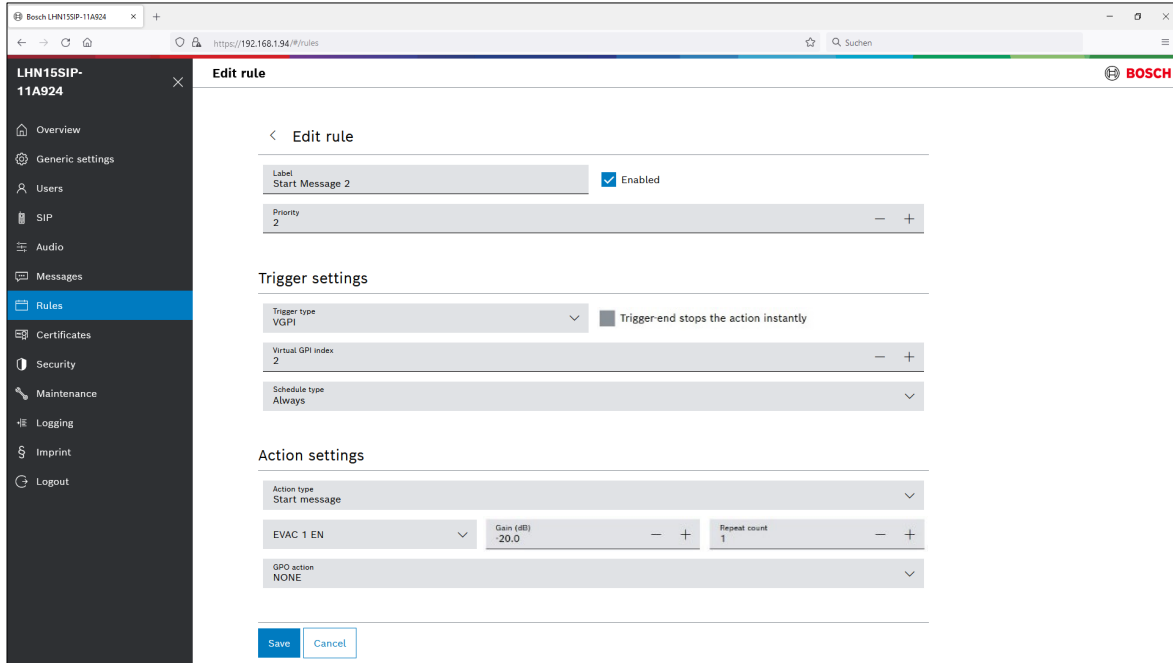 Bosch LHN15SIP-11A924
https://192.168.1.94/#/rules
Suchen
LHN15SIP-
11A924
Edit rule
BOSCH
Overview
Generic settings
Users
SIP
Audio
Messages
Rules
Certificates
Security
Maintenance
Logging
Imprint
Logout
Edit rule
Label
Start Message 2
Enabled
Priority
2
Trigger settings
Trigger type
VGPI
Trigger-end stops the action instantly
Virtual GPI index
2
Schedule type
Always
Action settings
Action type
Start message
EVAC 1 EN
Gain (dB)
-20.0
Repeat count
1
GPO action
NONE
Save
Cancel